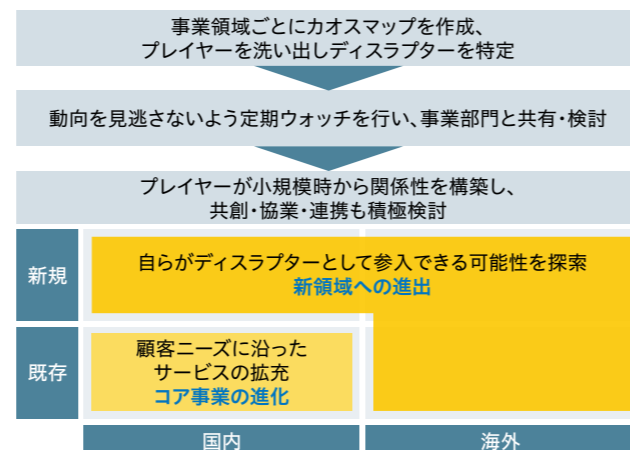 事業領域ごとにカオスマップを作成、
プレイヤーを洗い出しディスラプターを特定
動向を見逃さないよう定期ウォッチを行い、事業部門と共有・検討
プレイヤーが小規模時から関係性を構築し、
共創・協業・連携も積極検討
新規
自らがディスラプターとして参入できる可能性を探索
新領域への進出
既存
顧客ニーズに沿った
サービスの拡充
コア事業の進化
国内
海外